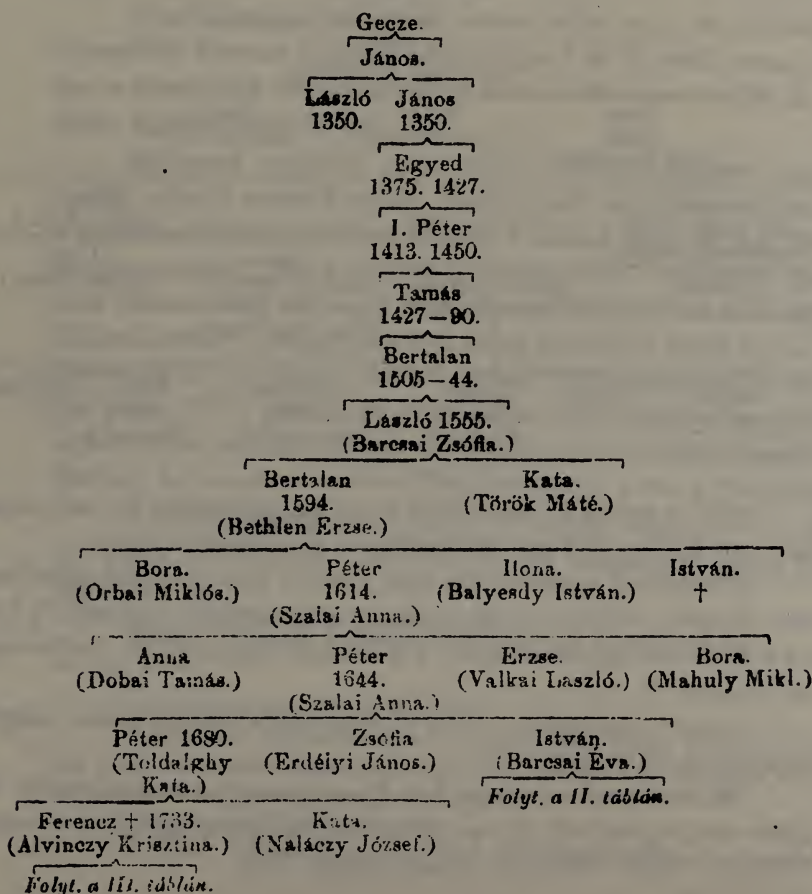 Gecze.
János.
László János
1350. 1350.
Egyed
1375. 1427.
I. Péter
1413. 1450.
Tamás
1427—90.
Bertalan
1505—44.
László 1555.
(Barcsai Zsófia.)
Bertalan Kata.
1594. (Török Máté.)
(Bethlen Erzse.)
Bora. Péter Ilona. István.
(Orbai Miklós.) 1614. (Balyesdy István.) †
(Szalai Anna.)
Anna Péter Erzse. Bora.
(Dobai Tamás.) 1644. (Valkai László.) (Mahuly Mikl.)
(Szalai Anna.)
Péter 1680. Zsófia István.
(Toldalghy (Erdélyi János.) (Barcsai Éva.)
Kata.) Folyt. a II. táblán.
Ferencz † 1733. Kata.
(Alvinczy Krisztina.) (Naláczy József.)
Folyt. a III. táblán.